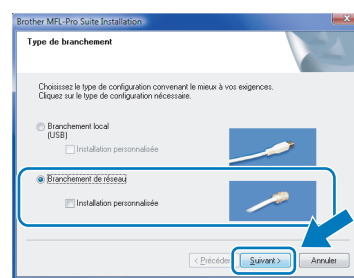 Brother MFL-Pro Suite Installation
Type de branchement
Choisissez le type de configuration convenant le mieux à vos exigences.
Cliquez sur le type de configuration nécessaire.
Branchement local
(USB)
Installation personnalisée
Branchement de réseau
Installation personnalisée
< Précéder
Suivant >
Annuler